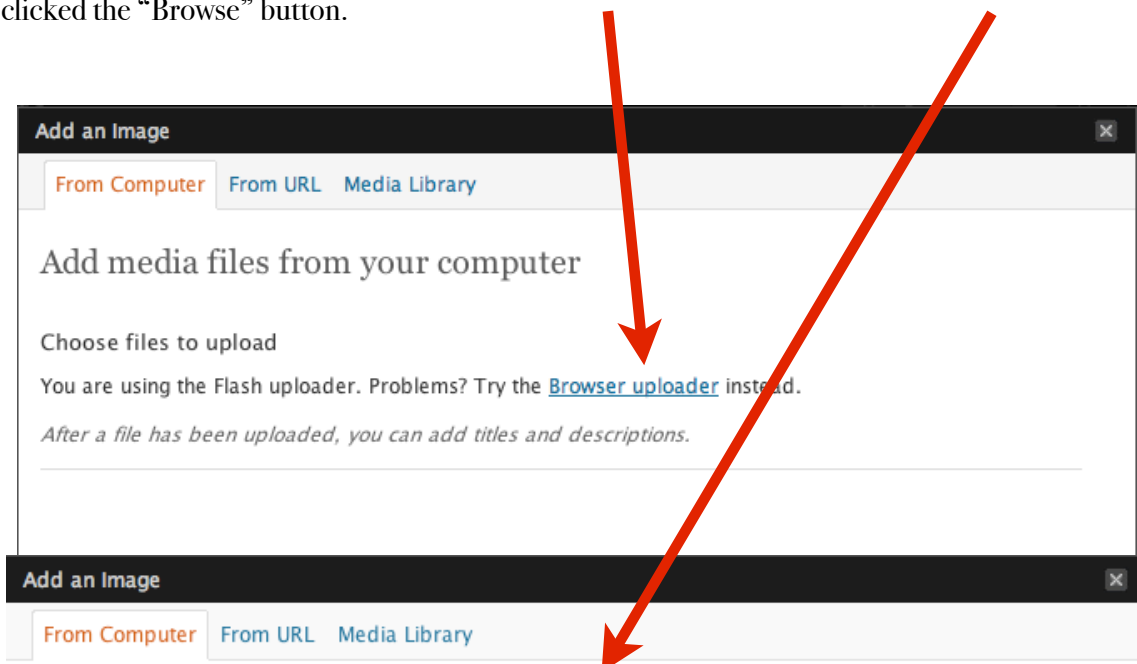 clicked the “Browse” button.
Add an Image
From Computer From URL Media Library
Add media files from your computer
Choose files to upload
You are using the Flash uploader. Problems? Try the Browser uploader instead.
After a file has been uploaded, you can add titles and descriptions.
Add an Image
From Computer From URL Media Library